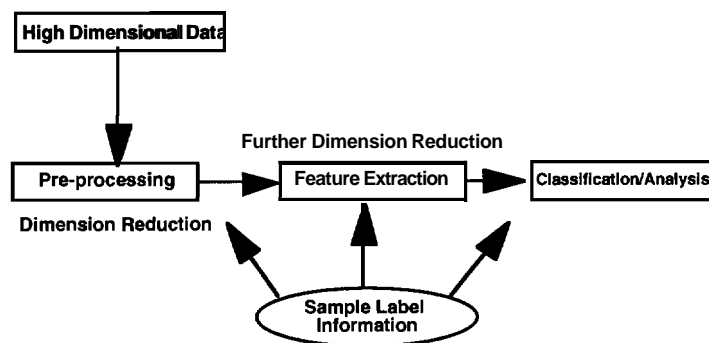 High Dimensional Data
Further Dimension Reduction
Pre-processing
Feature Extraction
Classification/Analysis
Dimension Reduction
Sample Label
Information